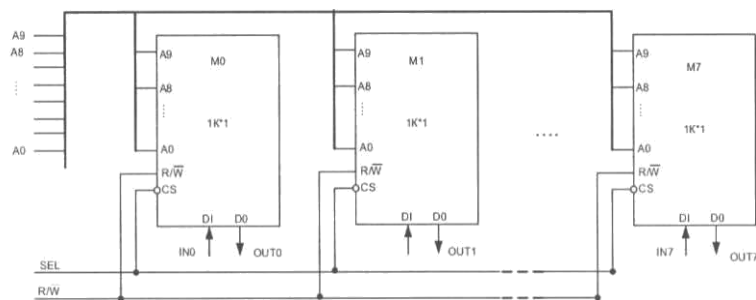 A9
A8
A0
A9
A8
A0
R/W̅
CS
M0
1K*1
DI D0
IN0 OUT0
A9
A8
A0
R/W̅
CS
M1
1K*1
DI D0
OUT1
....
A9
A8
A0
R/W̅
CS
M7
1K*1
DI D0
IN7 OUT7
SEL
R/W